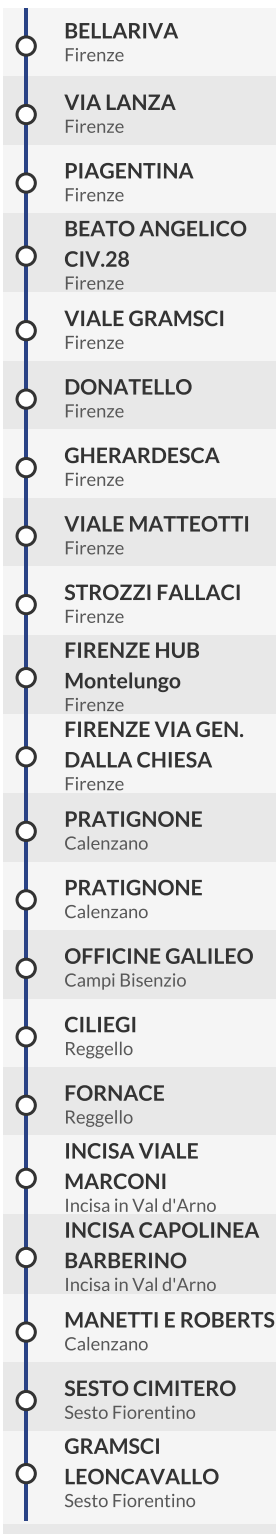 BELLARIVA
Firenze
VIA LANZA
Firenze
PIAGENTINA
Firenze
BEATO ANGELICO
CIV.28
Firenze
VIALE GRAMSCI
Firenze
DONATELLO
Firenze
GHERARDESCA
Firenze
VIALE MATTEOTTI
Firenze
STROZZI FALLACI
Firenze
FIRENZE HUB
Montelungo
Firenze
FIRENZE VIA GEN.
DALLA CHIESA
Firenze
PRATIGNONE
Calenzano
PRATIGNONE
Calenzano
OFFICINE GALILEO
Campi Bisenzio
CILIEGI
Reggello
FORNACE
Reggello
INCISA VIALE
MARCONI
Incisa in Val d'Arno
INCISA CAPOLINEA
BARBERINO
Incisa in Val d'Arno
MANETTI E ROBERTS
Calenzano
SESTO CIMITERO
Sesto Fiorentino
GRAMSCI
LEONCAVALLO
Sesto Fiorentino